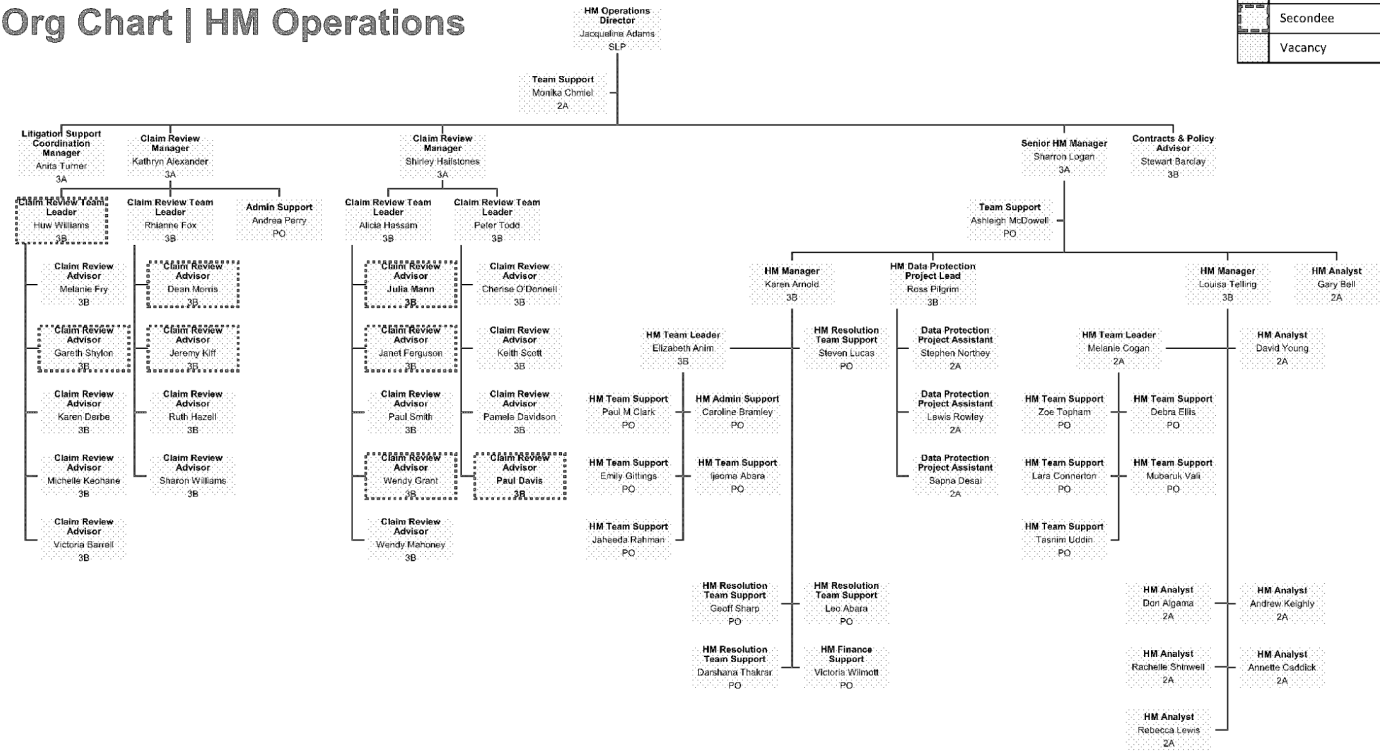 Org Chart | HM Operations
Secondee
Vacancy
HM Operations
Director
Jacqueline Adams
SLP
Team Support
Monika Chmiel
2A
Litigation Support
Coordination
Manager
Anita Turner
3A
Claim Review
Manager
Kathryn Alexander
3A
Claim Review
Manager
Shirley Hailstones
3A
Senior HM Manager
Sharron Logan
3A
Contracts & Policy
Advisor
Stewart Barclay
3B
Claim Review Team
Leader
Huw Williams
3B
Claim Review Team
Leader
Rhianne Fox
3B
Admin Support
Andrea Perry
PO
Claim Review Team
Leader
Alicia Hassam
3B
Claim Review Team
Leader
Peter Todd
3B
Team Support
Ashleigh McDowell
PO
Claim Review
Advisor
Melanie Fry
3B
Claim Review
Advisor
Dean Morris
3B
Claim Review
Advisor
Julia Mann
3B
Claim Review
Advisor
Cherise O'Donnell
3B
HM Manager
Karen Arnold
3B
HM Data Protection
Project Lead
Ross Pilgrim
3B
HM Manager
Louisa Telling
3B
HM Analyst
Gary Bell
2A
Claim Review
Advisor
Gareth Shylon
3B
Claim Review
Advisor
Jeremy Kiff
3B
Claim Review
Advisor
Janet Ferguson
3B
Claim Review
Advisor
Keith Scott
3B
HM Team Leader
Elizabeth Anim
3B
HM Resolution
Team Support
Steven Lucas
PO
Data Protection
Project Assistant
Stephen Northey
2A
HM Team Leader
Melanie Cogan
2A
HM Analyst
David Young
2A
Claim Review
Advisor
Karen Derbe
3B
Claim Review
Advisor
Ruth Hazell
3B
Claim Review
Advisor
Paul Smith
3B
Claim Review
Advisor
Pamela Davidson
3B
HM Team Support
Paul M Clark
PO
HM Admin Support
Caroline Bramley
PO
Data Protection
Project Assistant
Lewis Rowley
2A
HM Team Support
Zoe Topham
PO
HM Team Support
Debra Ellis
PO
Claim Review
Advisor
Michelle Keohane
3B
Claim Review
Advisor
Sharon Williams
3B
Claim Review
Advisor
Wendy Grant
3B
Claim Review
Advisor
Paul Davis
3B
HM Team Support
Emily Gittings
PO
HM Team Support
Ijeoma Abara
PO
Data Protection
Project Assistant
Sapna Desai
2A
HM Team Support
Lara Connerton
PO
HM Team Support
Mubaruk Vali
PO
Claim Review
Advisor
Victoria Barrell
3B
Claim Review
Advisor
Wendy Mahoney
3B
HM Team Support
Jaheeda Rahman
PO
HM Team Support
Tasnim Uddin
PO
HM Resolution
Team Support
Geoff Sharp
PO
HM Resolution
Team Support
Leo Abara
PO
HM Analyst
Don Algama
2A
HM Analyst
Andrew Keighly
2A
HM Resolution
Team Support
Darshana Thakrar
PO
HM Finance
Support
Victoria Wilmott
PO
HM Analyst
Rachelle Shinwell
2A
HM Analyst
Annette Caddick
2A
HM Analyst
Rebecca Lewis
2A